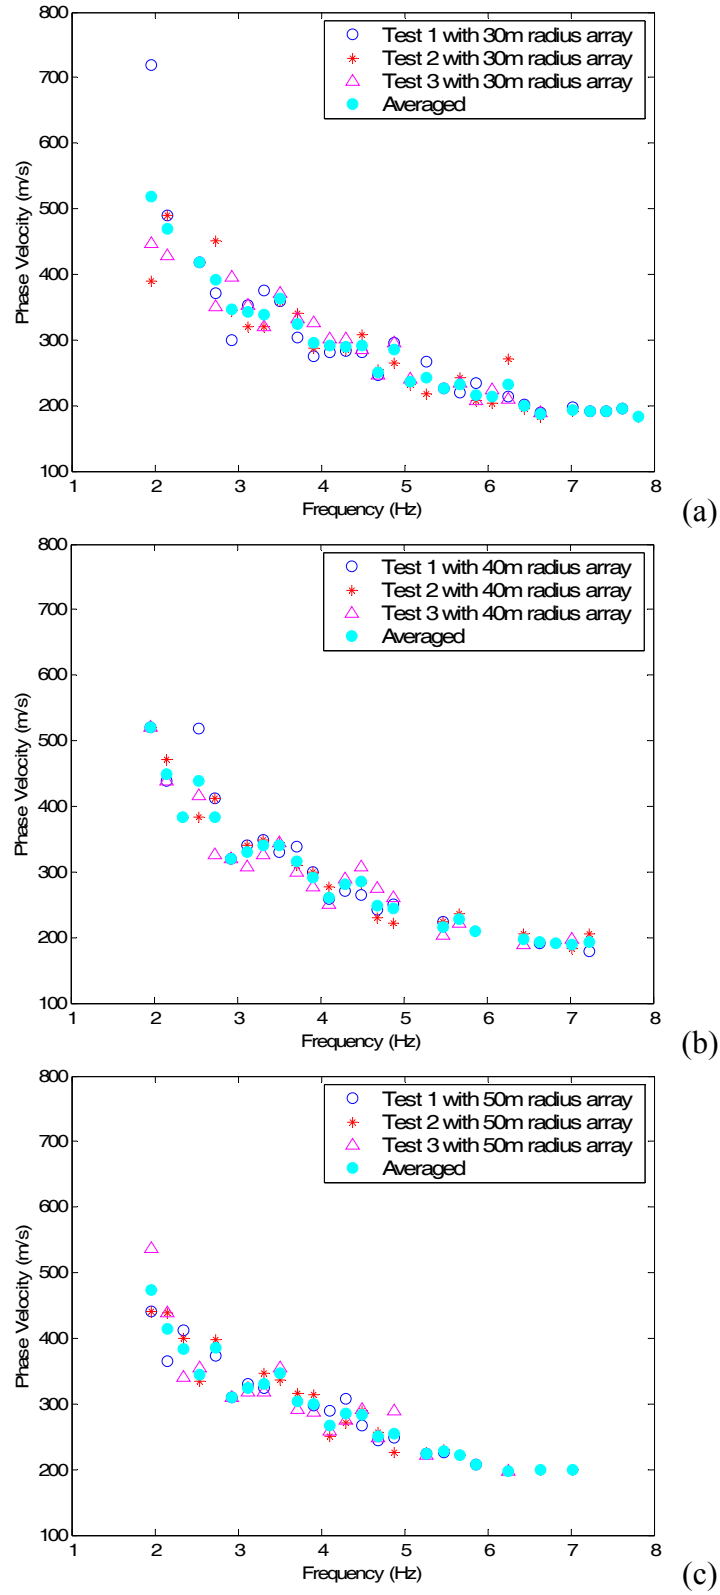 800
700
600
500
400
300
200
100
Phase Velocity (m/s)
Test 1 with 30m radius array
Test 2 with 30m radius array
Test 3 with 30m radius array
Averaged
1 2 3 4 5 6 7 8
Frequency (Hz)
(a)
800
700
600
500
400
300
200
100
Phase Velocity (m/s)
Test 1 with 40m radius array
Test 2 with 40m radius array
Test 3 with 40m radius array
Averaged
1 2 3 4 5 6 7 8
Frequency (Hz)
(b)
800
700
600
500
400
300
200
100
Phase Velocity (m/s)
Test 1 with 50m radius array
Test 2 with 50m radius array
Test 3 with 50m radius array
Averaged
1 2 3 4 5 6 7 8
Frequency (Hz)
(c)